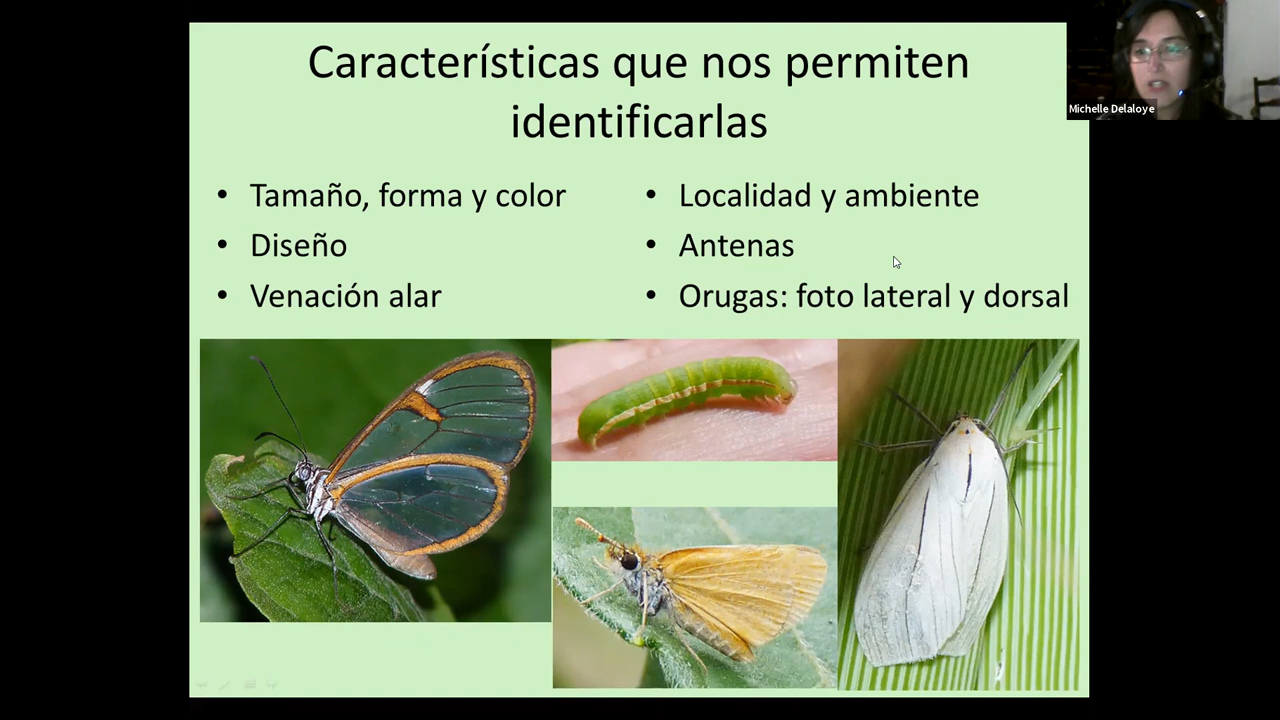 Características que nos permiten
identificarlas
• Tamaño, forma y color
• Diseño
• Venación alar
• Localidad y ambiente
• Antenas
• Orugas: foto lateral y dorsal
Michelle Delaloye